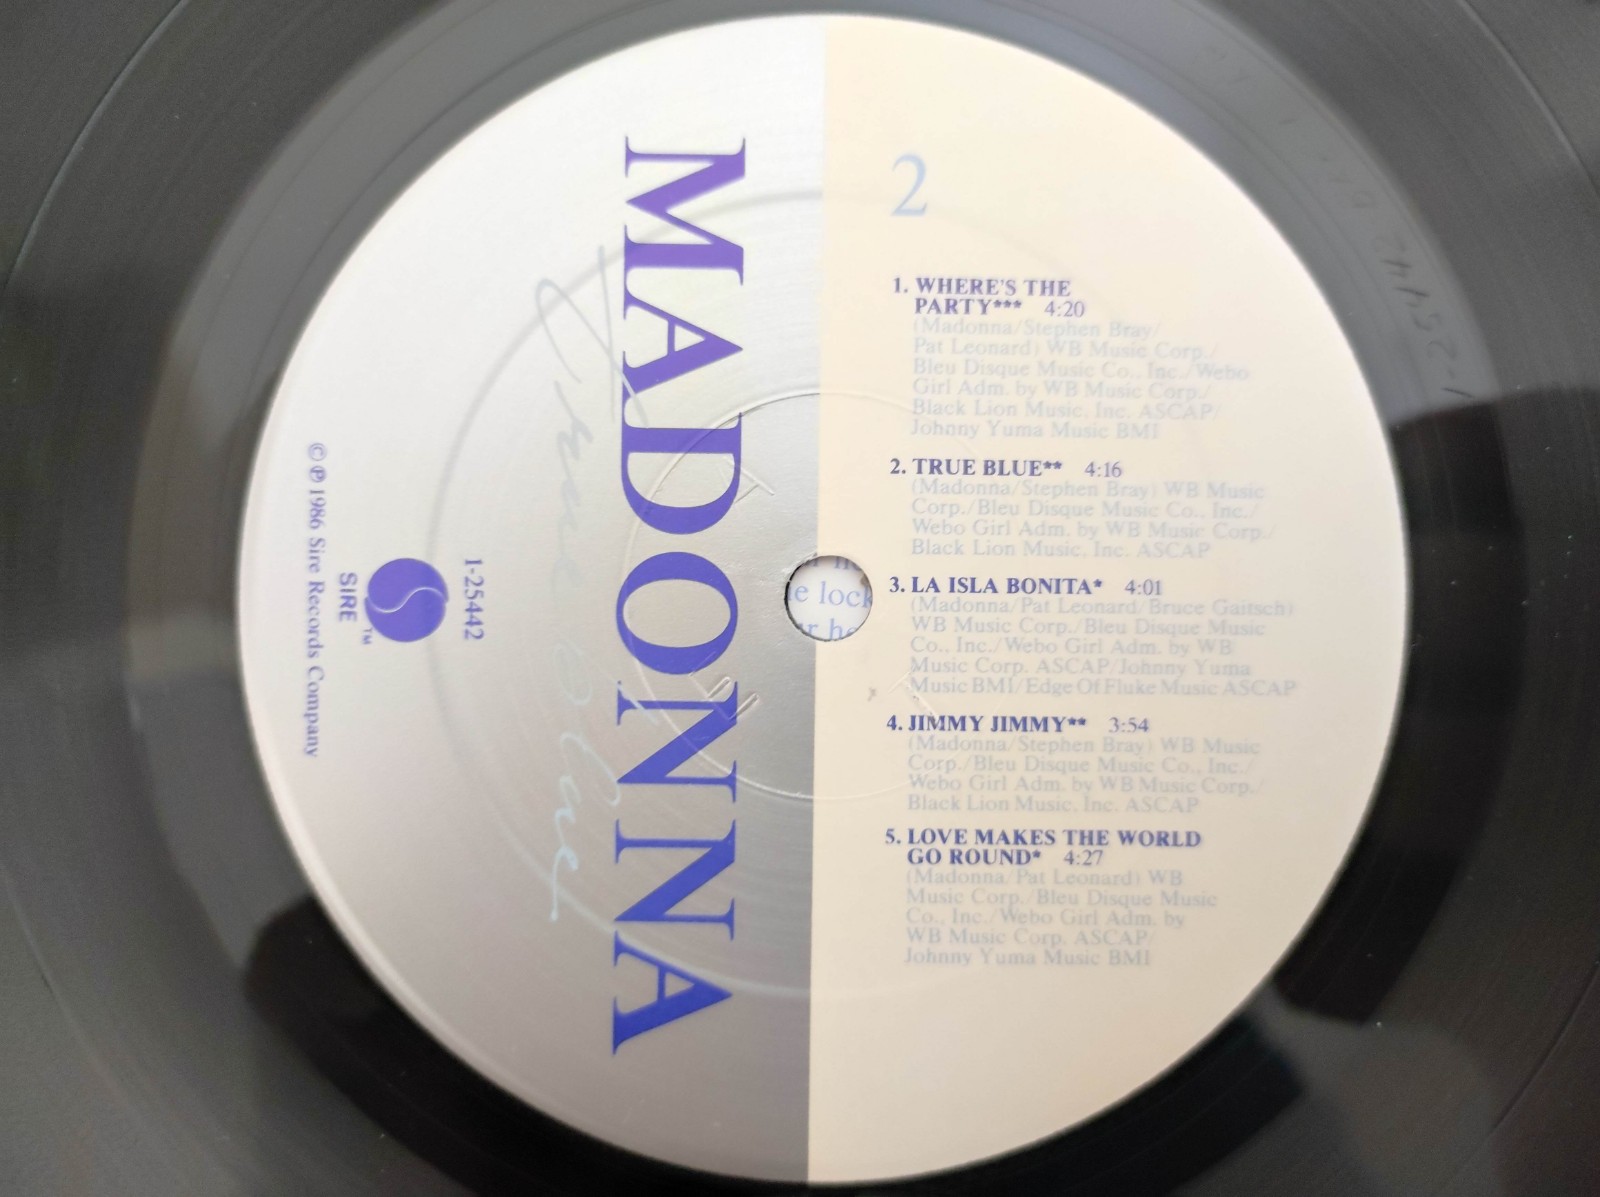 MADONNA
True Blue
1-25442
SIRE
TM
© ℗ 1986 Sire Records Company
2
1. WHERE'S THE
PARTY*** 4:20
(Madonna/Stephen Bray/
Pat Leonard) WB Music Corp./
Bleu Disque Music Co., Inc./Webo
Girl Adm. by WB Music Corp./
Black Lion Music, Inc. ASCAP/
Johnny Yuma Music BMI
2. TRUE BLUE** 4:16
(Madonna/Stephen Bray) WB Music
Corp./Bleu Disque Music Co., Inc./
Webo Girl Adm. by WB Music Corp./
Black Lion Music, Inc. ASCAP
3. LA ISLA BONITA* 4:01
(Madonna/Pat Leonard/Bruce Gaitsch)
WB Music Corp./Bleu Disque Music
Co., Inc./Webo Girl Adm. by WB
Music Corp. ASCAP/Johnny Yuma
Music BMI/Edge Of Fluke Music ASCAP
4. JIMMY JIMMY** 3:54
(Madonna/Stephen Bray) WB Music
Corp./Bleu Disque Music Co., Inc./
Webo Girl Adm. by WB Music Corp./
Black Lion Music, Inc. ASCAP
5. LOVE MAKES THE WORLD
GO ROUND* 4:27
(Madonna/Pat Leonard) WB
Music Corp./Bleu Disque Music
Co., Inc./Webo Girl Adm. by
WB Music Corp. ASCAP/
Johnny Yuma Music BMI
e lock